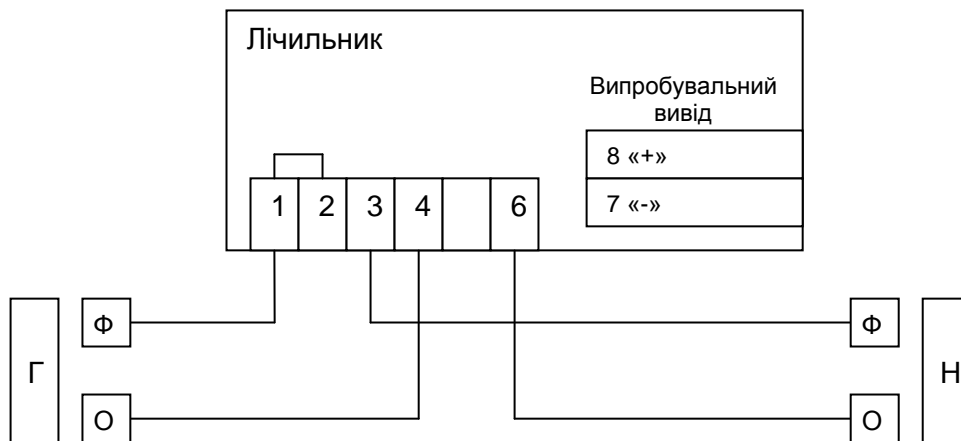 Лічильник
Випробувальний
вивід
8 «+»
7 «-»
1 2 3 4 6
Ф Ф
Г Н
О О